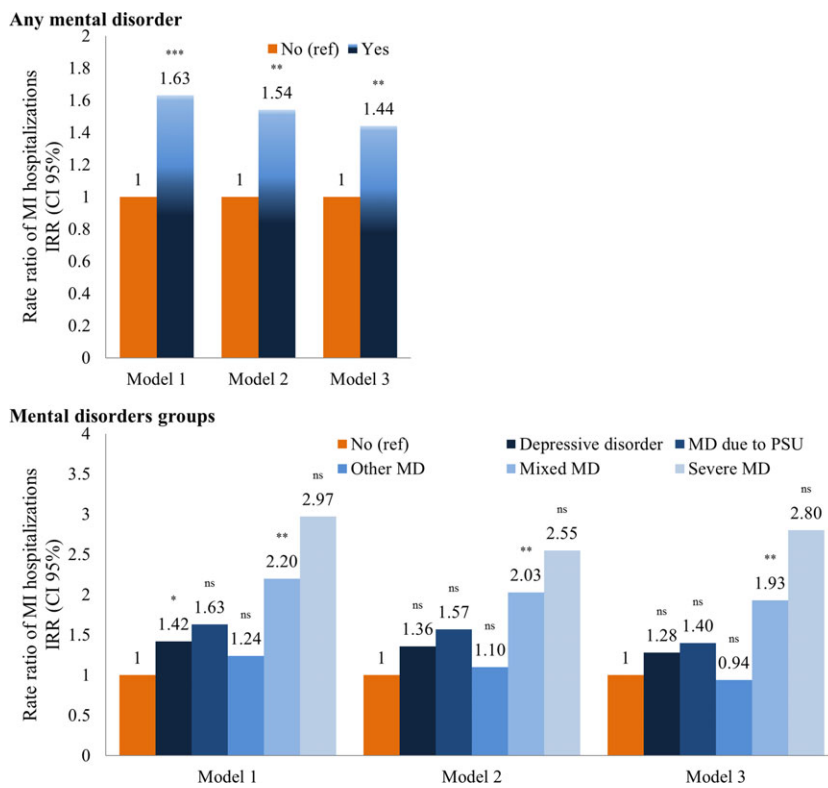 Any mental disorder
Rate ratio of MI hospitalizations
IRR (CI 95%)
2
1.8
1.6
1.4
1.2
1
0.8
0.6
0.4
0.2
0
No (ref) Yes
*** ** **
1 1.63 1 1.54 1 1.44
Model 1 Model 2 Model 3
Mental disorders groups
Rate ratio of MI hospitalizations
IRR (CI 95%)
4
3.5
3
2.5
2
1.5
1
0.5
0
No (ref) Depressive disorder MD due to PSU
Other MD Mixed MD Severe MD
* ns ns ** ns
1 1.42 1.63 1.24 2.20 2.97
ns ns ns ** ns
1 1.36 1.57 1.10 2.03 2.55
ns ns ns ** ns
1 1.28 1.40 0.94 1.93 2.80
Model 1 Model 2 Model 3